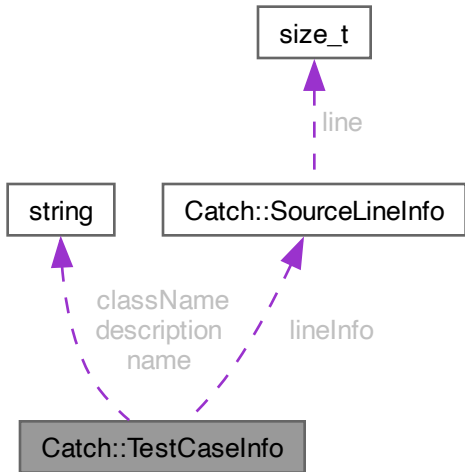 size_t
line
string
Catch::SourceLineInfo
className
description
name
lineInfo
Catch::TestCaseInfo